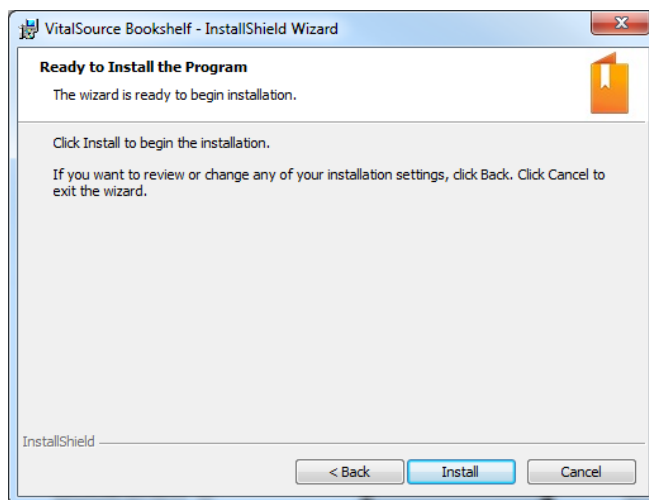 VitalSource Bookshelf - InstallShield Wizard
X
Ready to Install the Program
The wizard is ready to begin installation.
Click Install to begin the installation.
If you want to review or change any of your installation settings, click Back. Click Cancel to
exit the wizard.
InstallShield
< Back
Install
Cancel